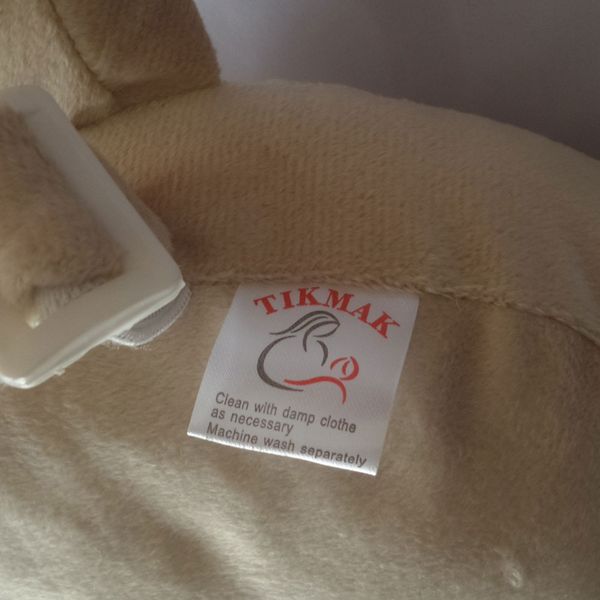 TIKMAK
Clean with damp clothe
as necessary
Machine wash separately